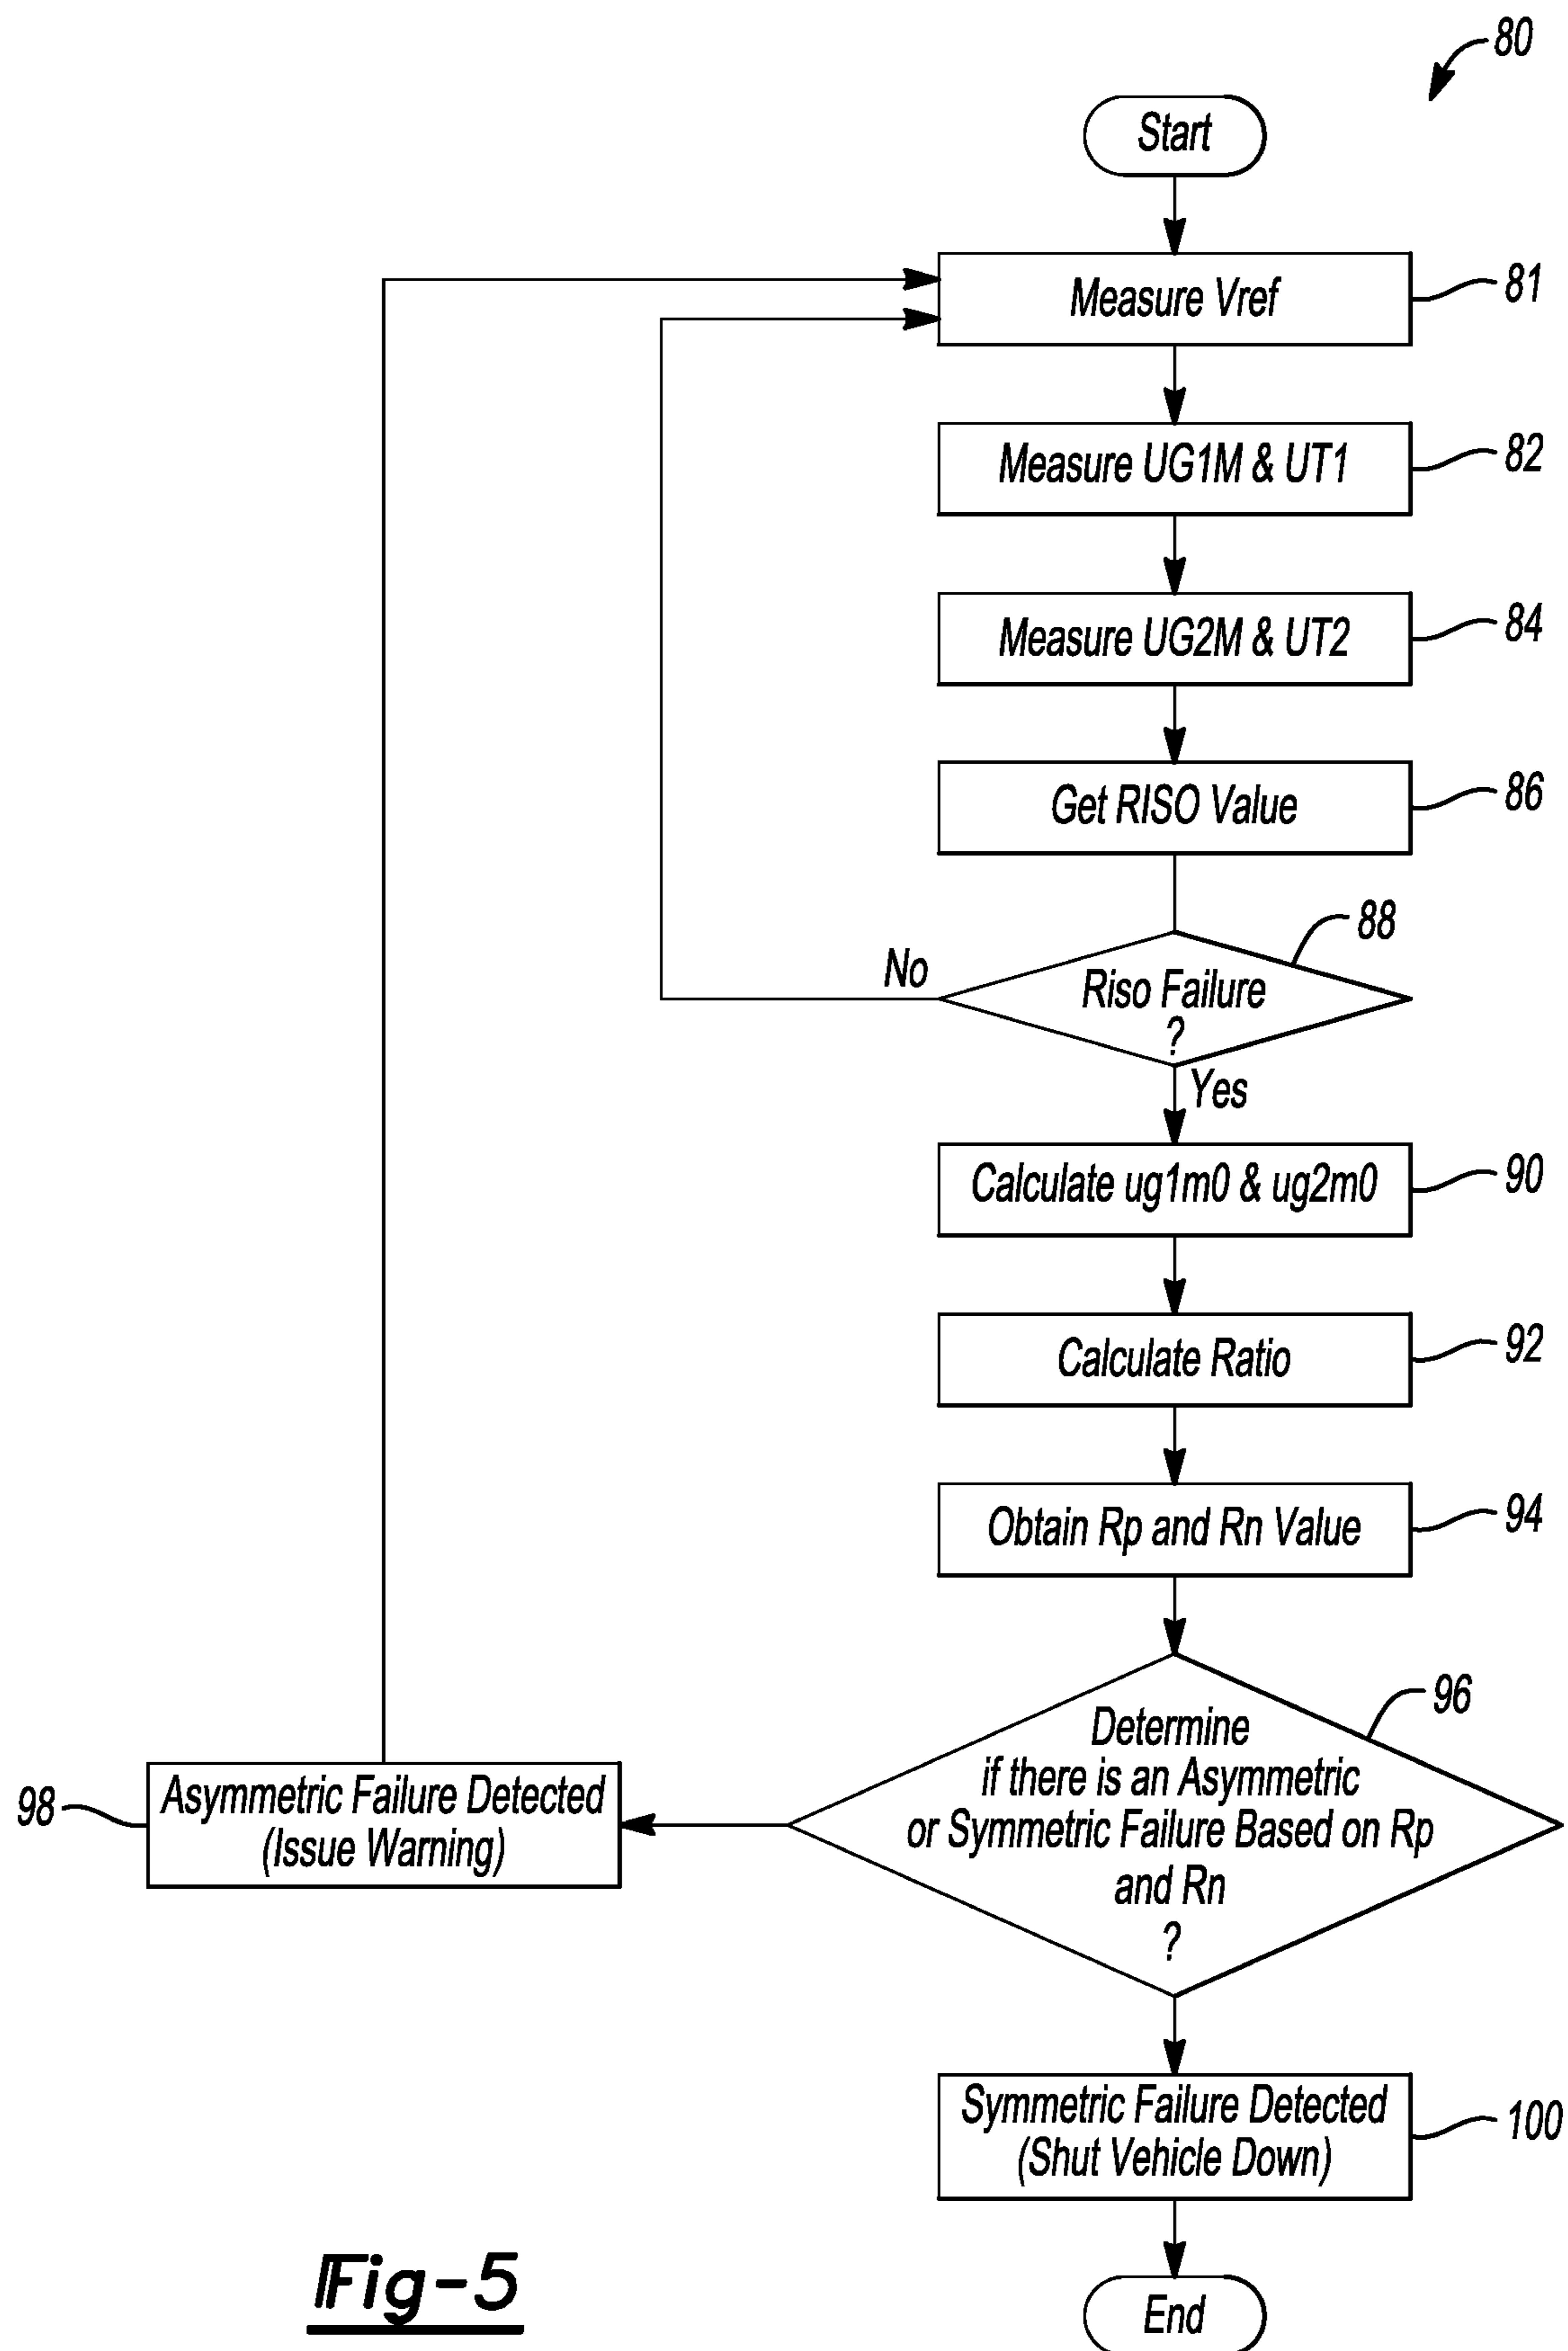 80
Start
Measure Vref
81
Measure UG1M & UT1
82
Measure UG2M & UT2
84
Get RISO Value
86
88
No
Riso Failure
?
Yes
Calculate ug1m0 & ug2m0
90
Calculate Ratio
92
Obtain Rp and Rn Value
94
96
Determine
if there is an Asymmetric
or Symmetric Failure Based on Rp
and Rn
?
98
Asymmetric Failure Detected
(Issue Warning)
Symmetric Failure Detected
(Shut Vehicle Down)
100
End
Fig-5